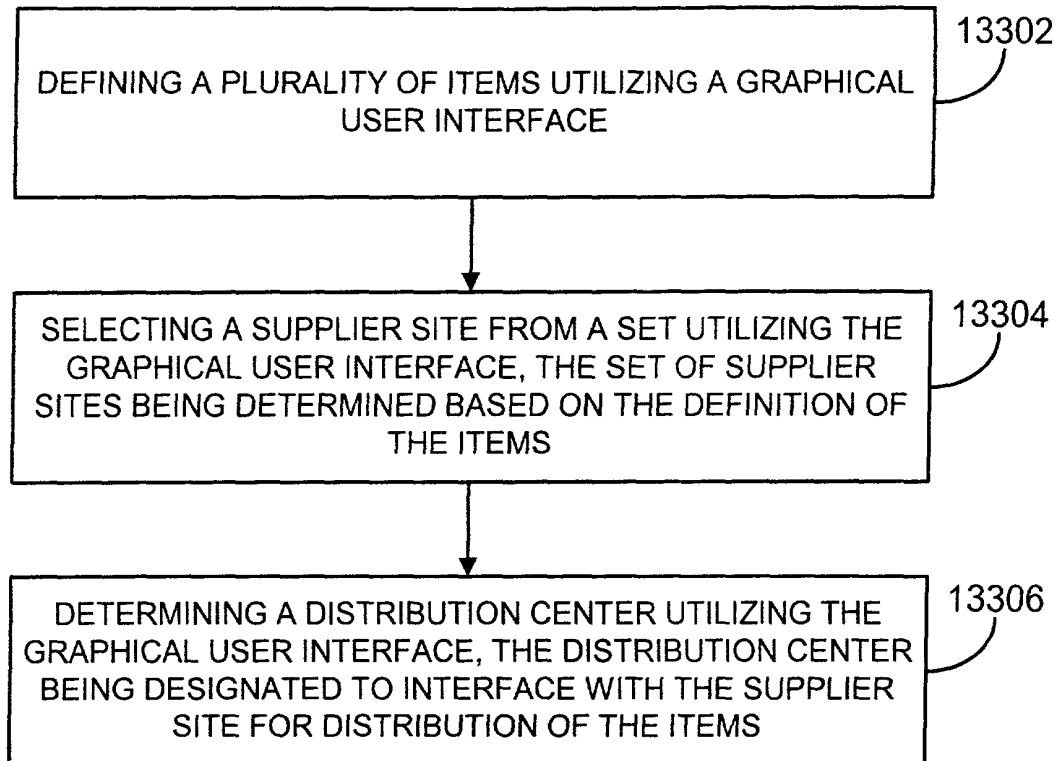 13302
DEFINING A PLURALITY OF ITEMS UTILIZING A GRAPHICAL
USER INTERFACE
13304
SELECTING A SUPPLIER SITE FROM A SET UTILIZING THE
GRAPHICAL USER INTERFACE, THE SET OF SUPPLIER
SITES BEING DETERMINED BASED ON THE DEFINITION OF
THE ITEMS
13306
DETERMINING A DISTRIBUTION CENTER UTILIZING THE
GRAPHICAL USER INTERFACE, THE DISTRIBUTION CENTER
BEING DESIGNATED TO INTERFACE WITH THE SUPPLIER
SITE FOR DISTRIBUTION OF THE ITEMS